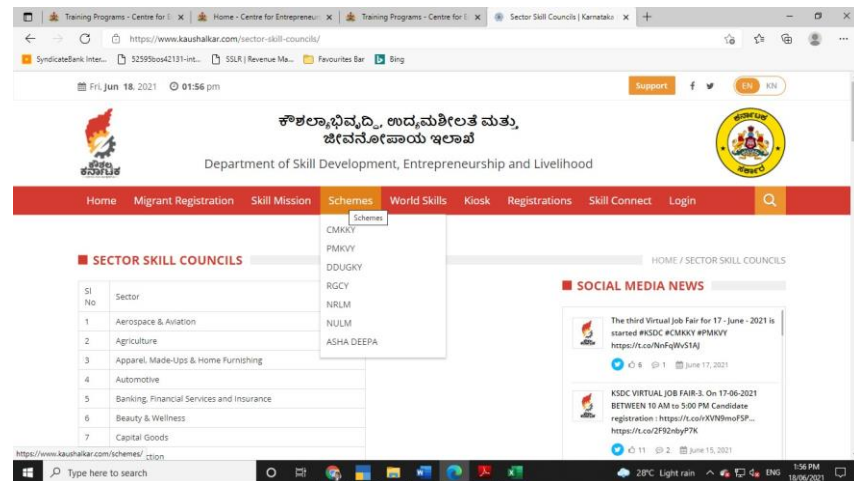 Training Programs - Centre for E
Home - Centre for Entrepreneur
Training Programs - Centre for E
Sector Skill Councils | Karnataka
https://www.kaushalkar.com/sector-skill-councils/
SyndicateBank Inter...
52595bos42131-int...
SSLR | Revenue Ma...
Favourites Bar
Bing
Fri, Jun 18, 2021
01:56 pm
Support
EN
KN
ಕೌಶಲ್ಯಾಭಿವೃದ್ಧಿ, ಉದ್ಯಮಶೀಲತೆ ಮತ್ತು
ಜೀವನೋಪಾಯ ಇಲಾಖೆ
Department of Skill Development, Entrepreneurship and Livelihood
ಕೌಶಲ್ಯ
ಕರ್ನಾಟಕ
Home
Migrant Registration
Skill Mission
Schemes
World Skills
Kiosk
Registrations
Skill Connect
Login
Schemes
CMKKY
PMKVY
DDUGKY
RGCY
NRLM
NULM
ASHA DEEPA
SECTOR SKILL COUNCILS
HOME / SECTOR SKILL COUNCILS
Sl No
Sector
1 Aerospace & Aviation
2 Agriculture
3 Apparel, Made-Ups & Home Furnishing
4 Automotive
5 Banking, Financial Services and Insurance
6 Beauty & Wellness
7 Capital Goods
ction
SOCIAL MEDIA NEWS
The third Virtual Job Fair for 17 - June - 2021 is
started #KSDC #CMKKY #PMKVY
https://t.co/NnFqWvS1AJ
6 1 June 17, 2021
KSDC VIRTUAL JOB FAIR-3. On 17-06-2021
BETWEEN 10 AM to 5:00 PM Candidate
registration : https://t.co/rXVN9moFSP...
https://t.co/2F92nbyP7K
11 2 June 15, 2021
https://www.kaushalkar.com/schemes/
Type here to search
28°C Light rain
ENG
1:56 PM
18/06/2021